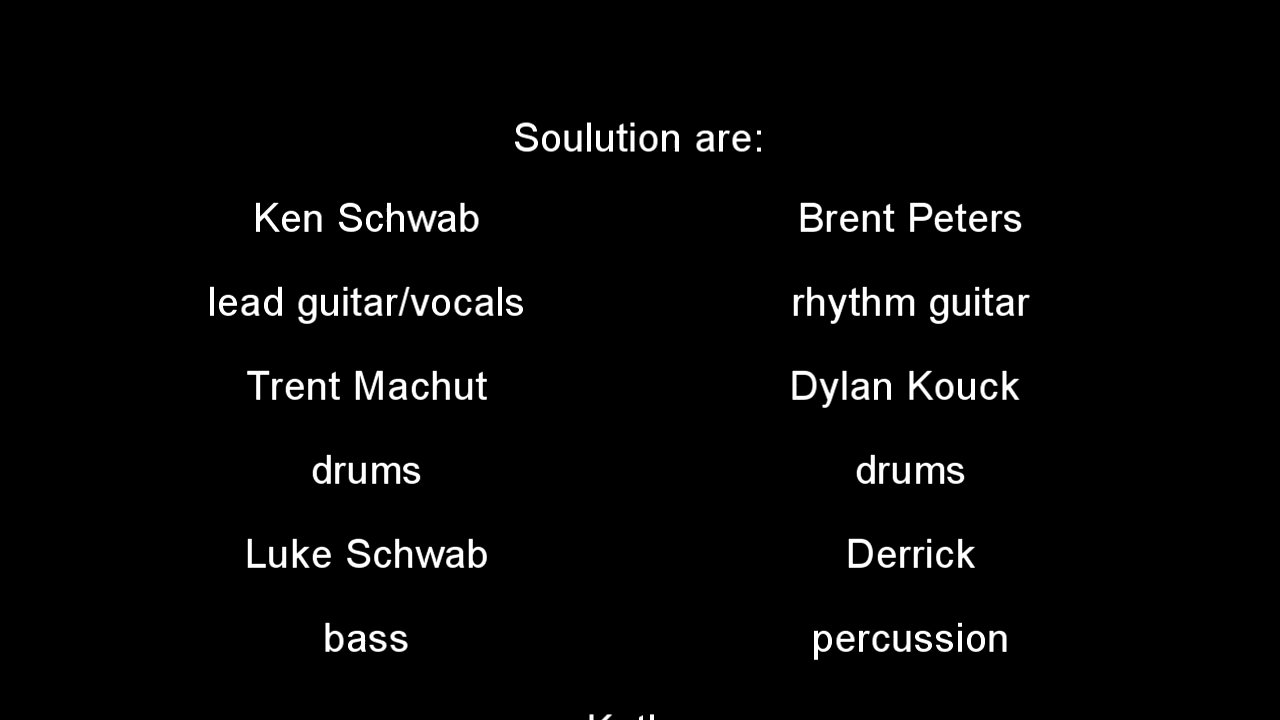 Soulution are:
Ken Schwab Brent Peters
lead guitar/vocals rhythm guitar
Trent Machut Dylan Kouck
drums drums
Luke Schwab Derrick
bass percussion